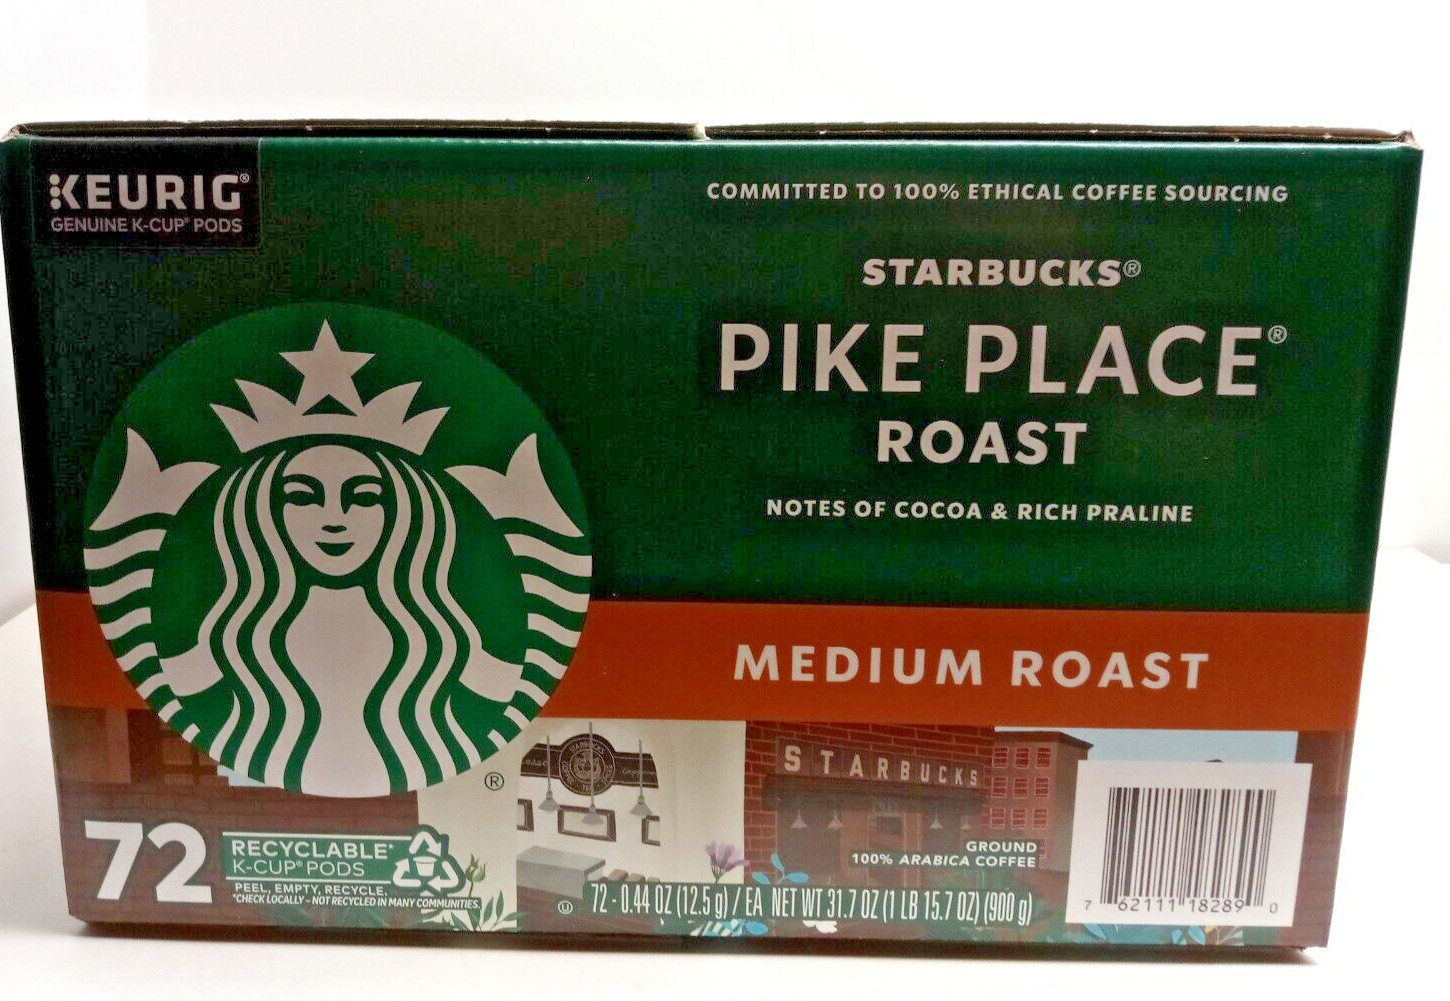 KEURIG®
GENUINE K-CUP® PODS
COMMITTED TO 100% ETHICAL COFFEE SOURCING
STARBUCKS®
PIKE PLACE®
ROAST
NOTES OF COCOA & RICH PRALINE
MEDIUM ROAST
®
STARBUCKS
STARBUCKS
72
RECYCLABLE*
K-CUP® PODS
PEEL, EMPTY, RECYCLE.
*CHECK LOCALLY – NOT RECYCLED IN MANY COMMUNITIES.
GROUND
100% ARABICA COFFEE
U 72 - 0.44 OZ (12.5 g) / EA NET WT 31.7 OZ (1 LB 15.7 OZ) (900 g)
7 62111 18289 0